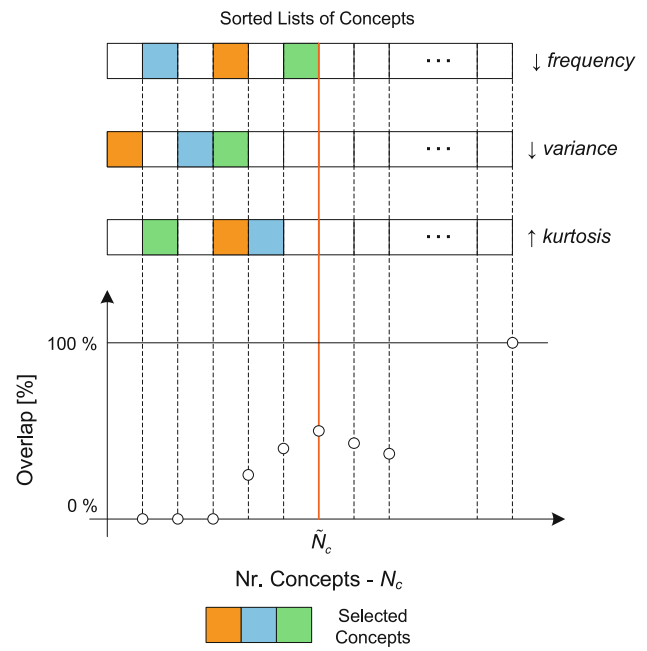 Sorted Lists of Concepts
··· ↓ frequency
··· ↓ variance
··· ↑ kurtosis
100 %
Overlap [%]
0 %
Ñc
Nr. Concepts - Nc
Selected
Concepts